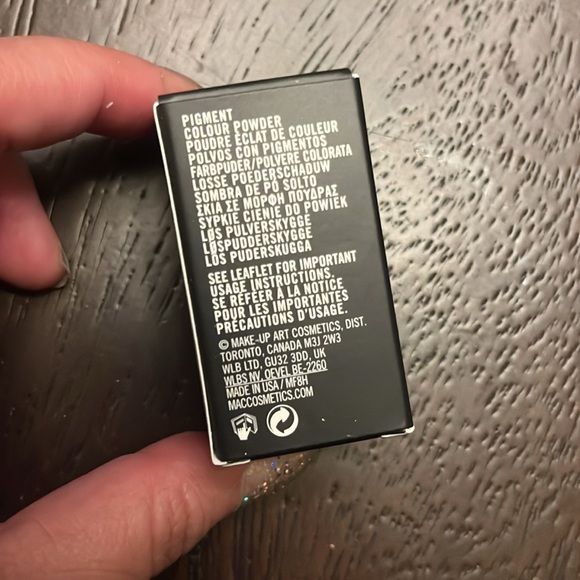 PIGMENT
COLOUR POWDER
POUDRE ÉCLAT DE COULEUR
POLVOS CON PIGMENTOS
FARBPUDER/POLVERE COLORATA
LOSSE POEDERSCHADUW
SOMBRA DE PÓ SOLTO
ΣΚΙΑ ΣΕ ΜΟΡΦΗ ΠΟΥΔΡΑΣ
SYPKIE CIENIE DO POWIEK
LØS PULVERSKYGGE
LØSPUDDERSKYGGE
LÖS PUDERSKUGGA
SEE LEAFLET FOR IMPORTANT
USAGE INSTRUCTIONS.
SE RÉFÉER À LA NOTICE
POUR LES IMPORTANTES
PRÉCAUTIONS D'USAGE.
© MAKE-UP ART COSMETICS, DIST.
TORONTO, CANADA M3J 2W3
WLB LTD, GU32 3DD, UK
WLBS NV, OEVEL BE-2260
MADE IN USA/MF8H
MACCOSMETICS.COM